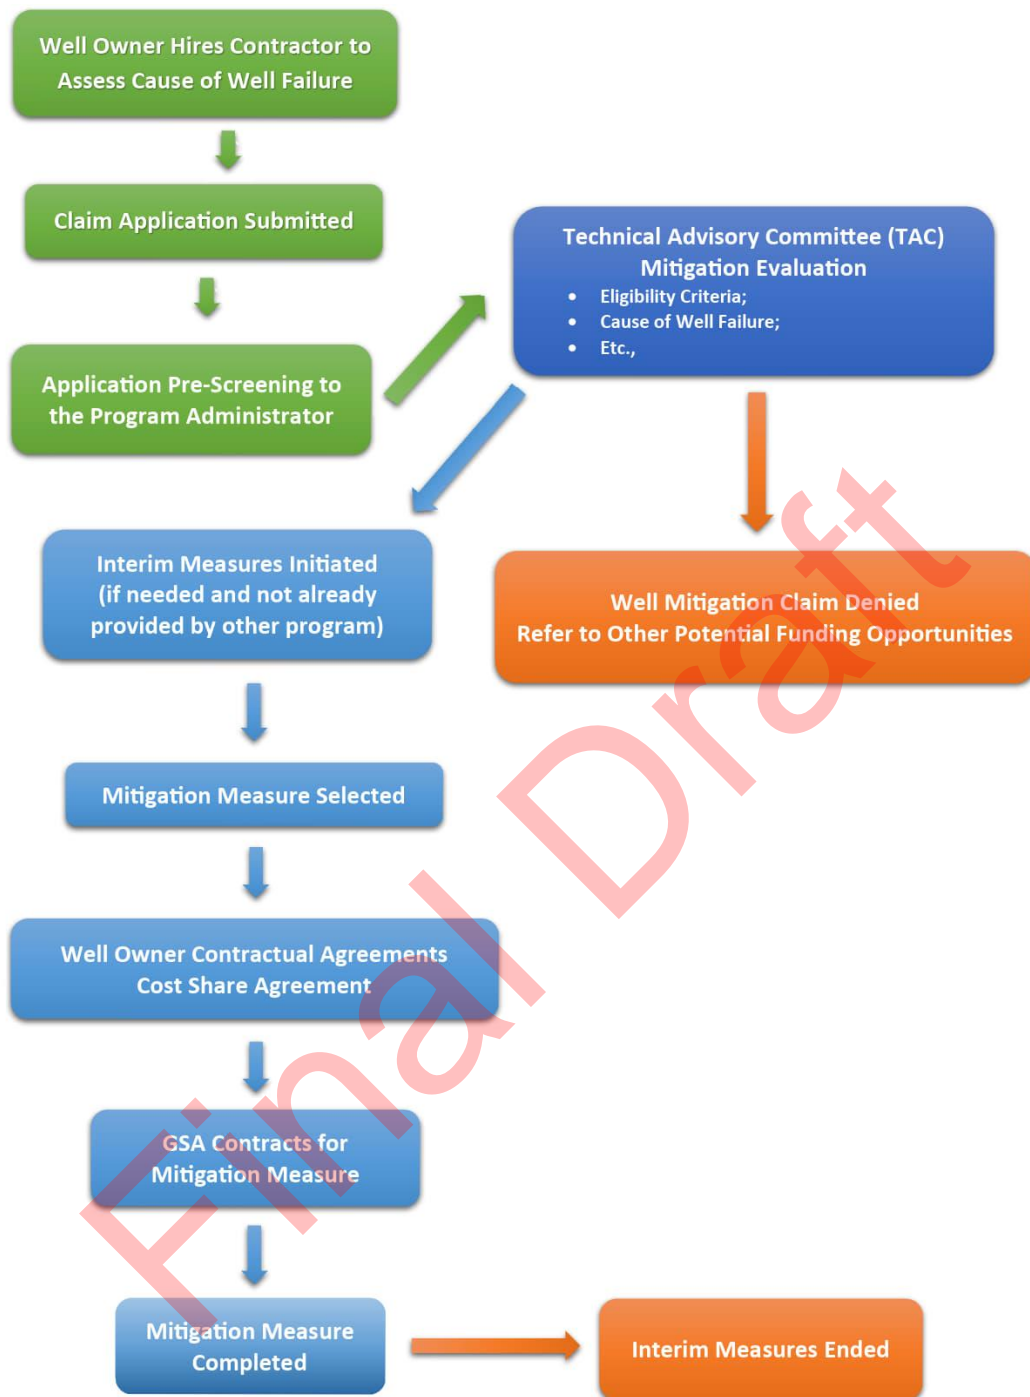 Well Owner Hires Contractor to
Assess Cause of Well Failure
Claim Application Submitted
Application Pre-Screening to
the Program Administrator
Technical Advisory Committee (TAC)
Mitigation Evaluation
• Eligibility Criteria;
• Cause of Well Failure;
• Etc.,
Interim Measures Initiated
(if needed and not already
provided by other program)
Well Mitigation Claim Denied
Refer to Other Potential Funding Opportunities
Mitigation Measure Selected
Well Owner Contractual Agreements
Cost Share Agreement
GSA Contracts for
Mitigation Measure
Mitigation Measure
Completed
Interim Measures Ended
Final Draft